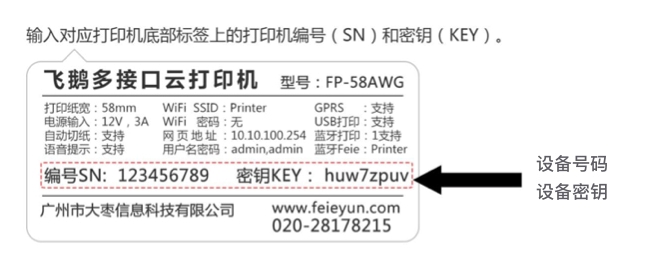 输入对应打印机底部标签上的打印机编号（SN）和密钥（KEY）。
飞鹅多接口云打印机 型号：FP-58AWG
打印纸宽：58mm WiFi SSID：Printer GPRS ：支持
电源输入：12V，3A WiFi 密码：无 USB打印：支持
自动切纸：支持 网页地址：10.10.100.254 蓝牙打印：1支持
语音提示：支持 用户名密码：admin,admin 蓝牙Feie：Printer
编号SN: 123456789 密钥KEY： huw7zpuv
设备号码
设备密钥
广州市大枣信息科技有限公司 www.feieyun.com
020-28178215